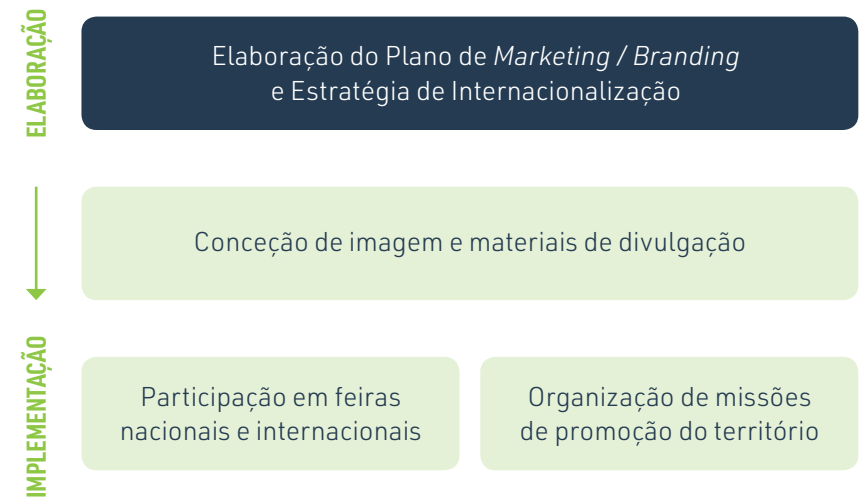 ELABORAÇÃO
Elaboração do Plano de Marketing / Branding
e Estratégia de Internacionalização
Conceção de imagem e materiais de divulgação
IMPLEMENTAÇÃO
Participação em feiras
nacionais e internacionais
Organização de missões
de promoção do território